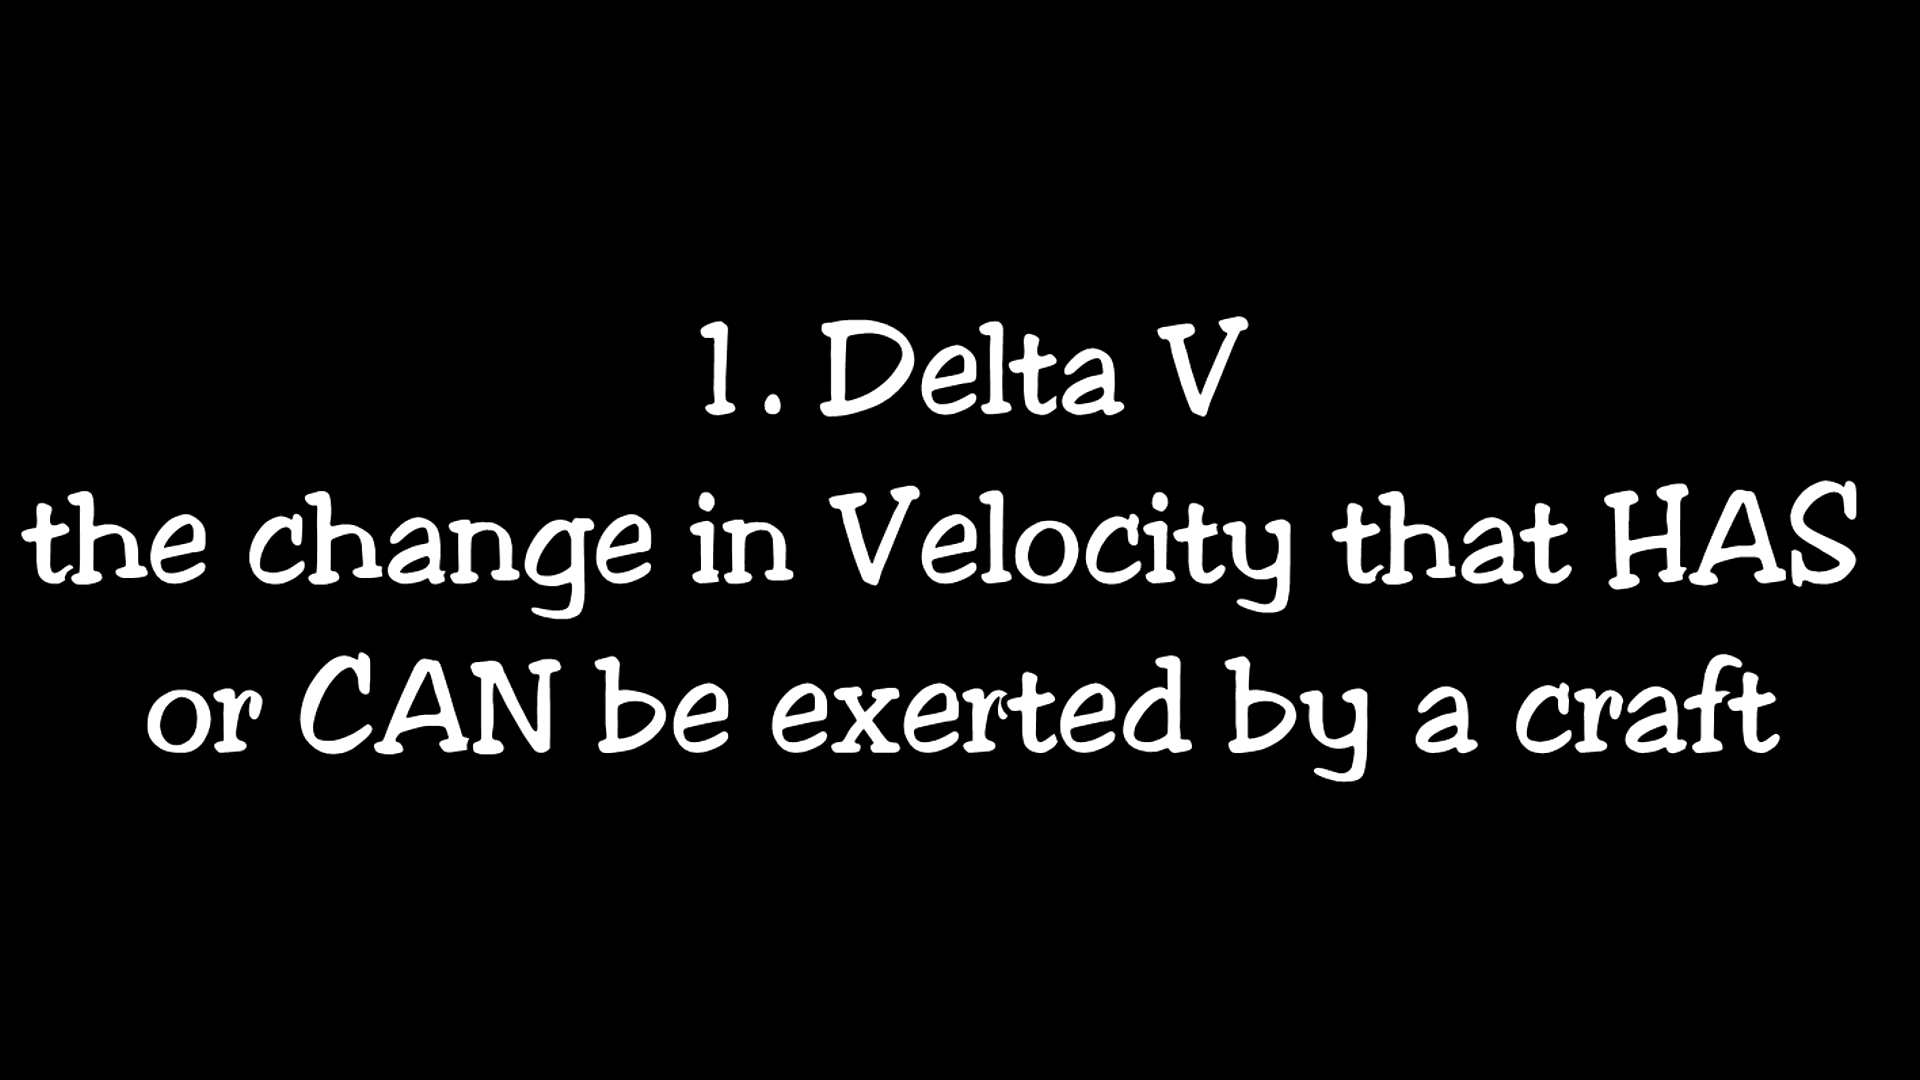 1. Delta V
the change in Velocity that HAS
or CAN be exerted by a craft